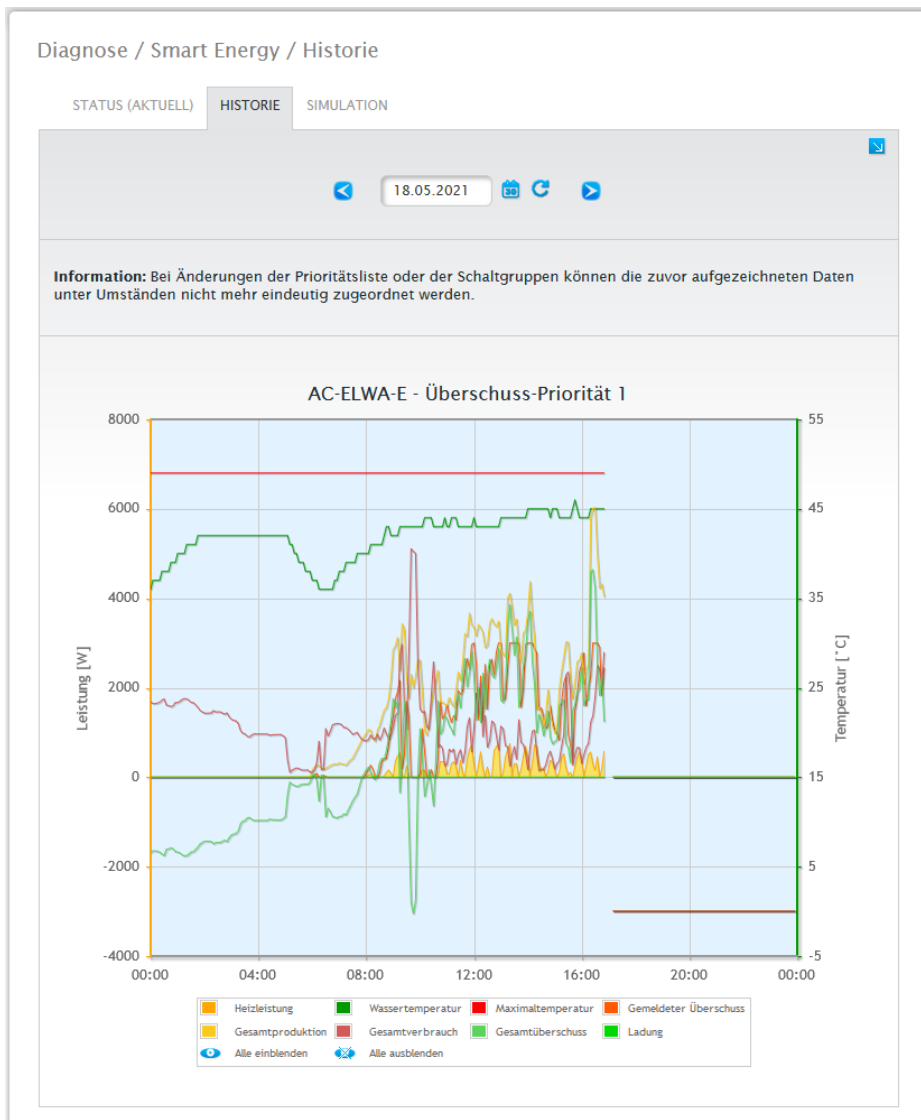 Diagnose / Smart Energy / Historie
STATUS (AKTUELL) HISTORIE SIMULATION
18.05.2021 30
Information: Bei Änderungen der Prioritätsliste oder der Schaltgruppen können die zuvor aufgezeichneten Daten
unter Umständen nicht mehr eindeutig zugeordnet werden.
AC-ELWA-E - Überschuss-Priorität 1
8000 55
6000 45
4000 35
Leistung [W] Temperatur [°C]
2000 25
0 15
-2000 5
-4000 -5
00:00 04:00 08:00 12:00 16:00 20:00 00:00
Heizleistung Wassertemperatur Maximaltemperatur Gemeldeter Überschuss
Gesamtproduktion Gesamtverbrauch Gesamtüberschuss Ladung
Alle einblenden Alle ausblenden